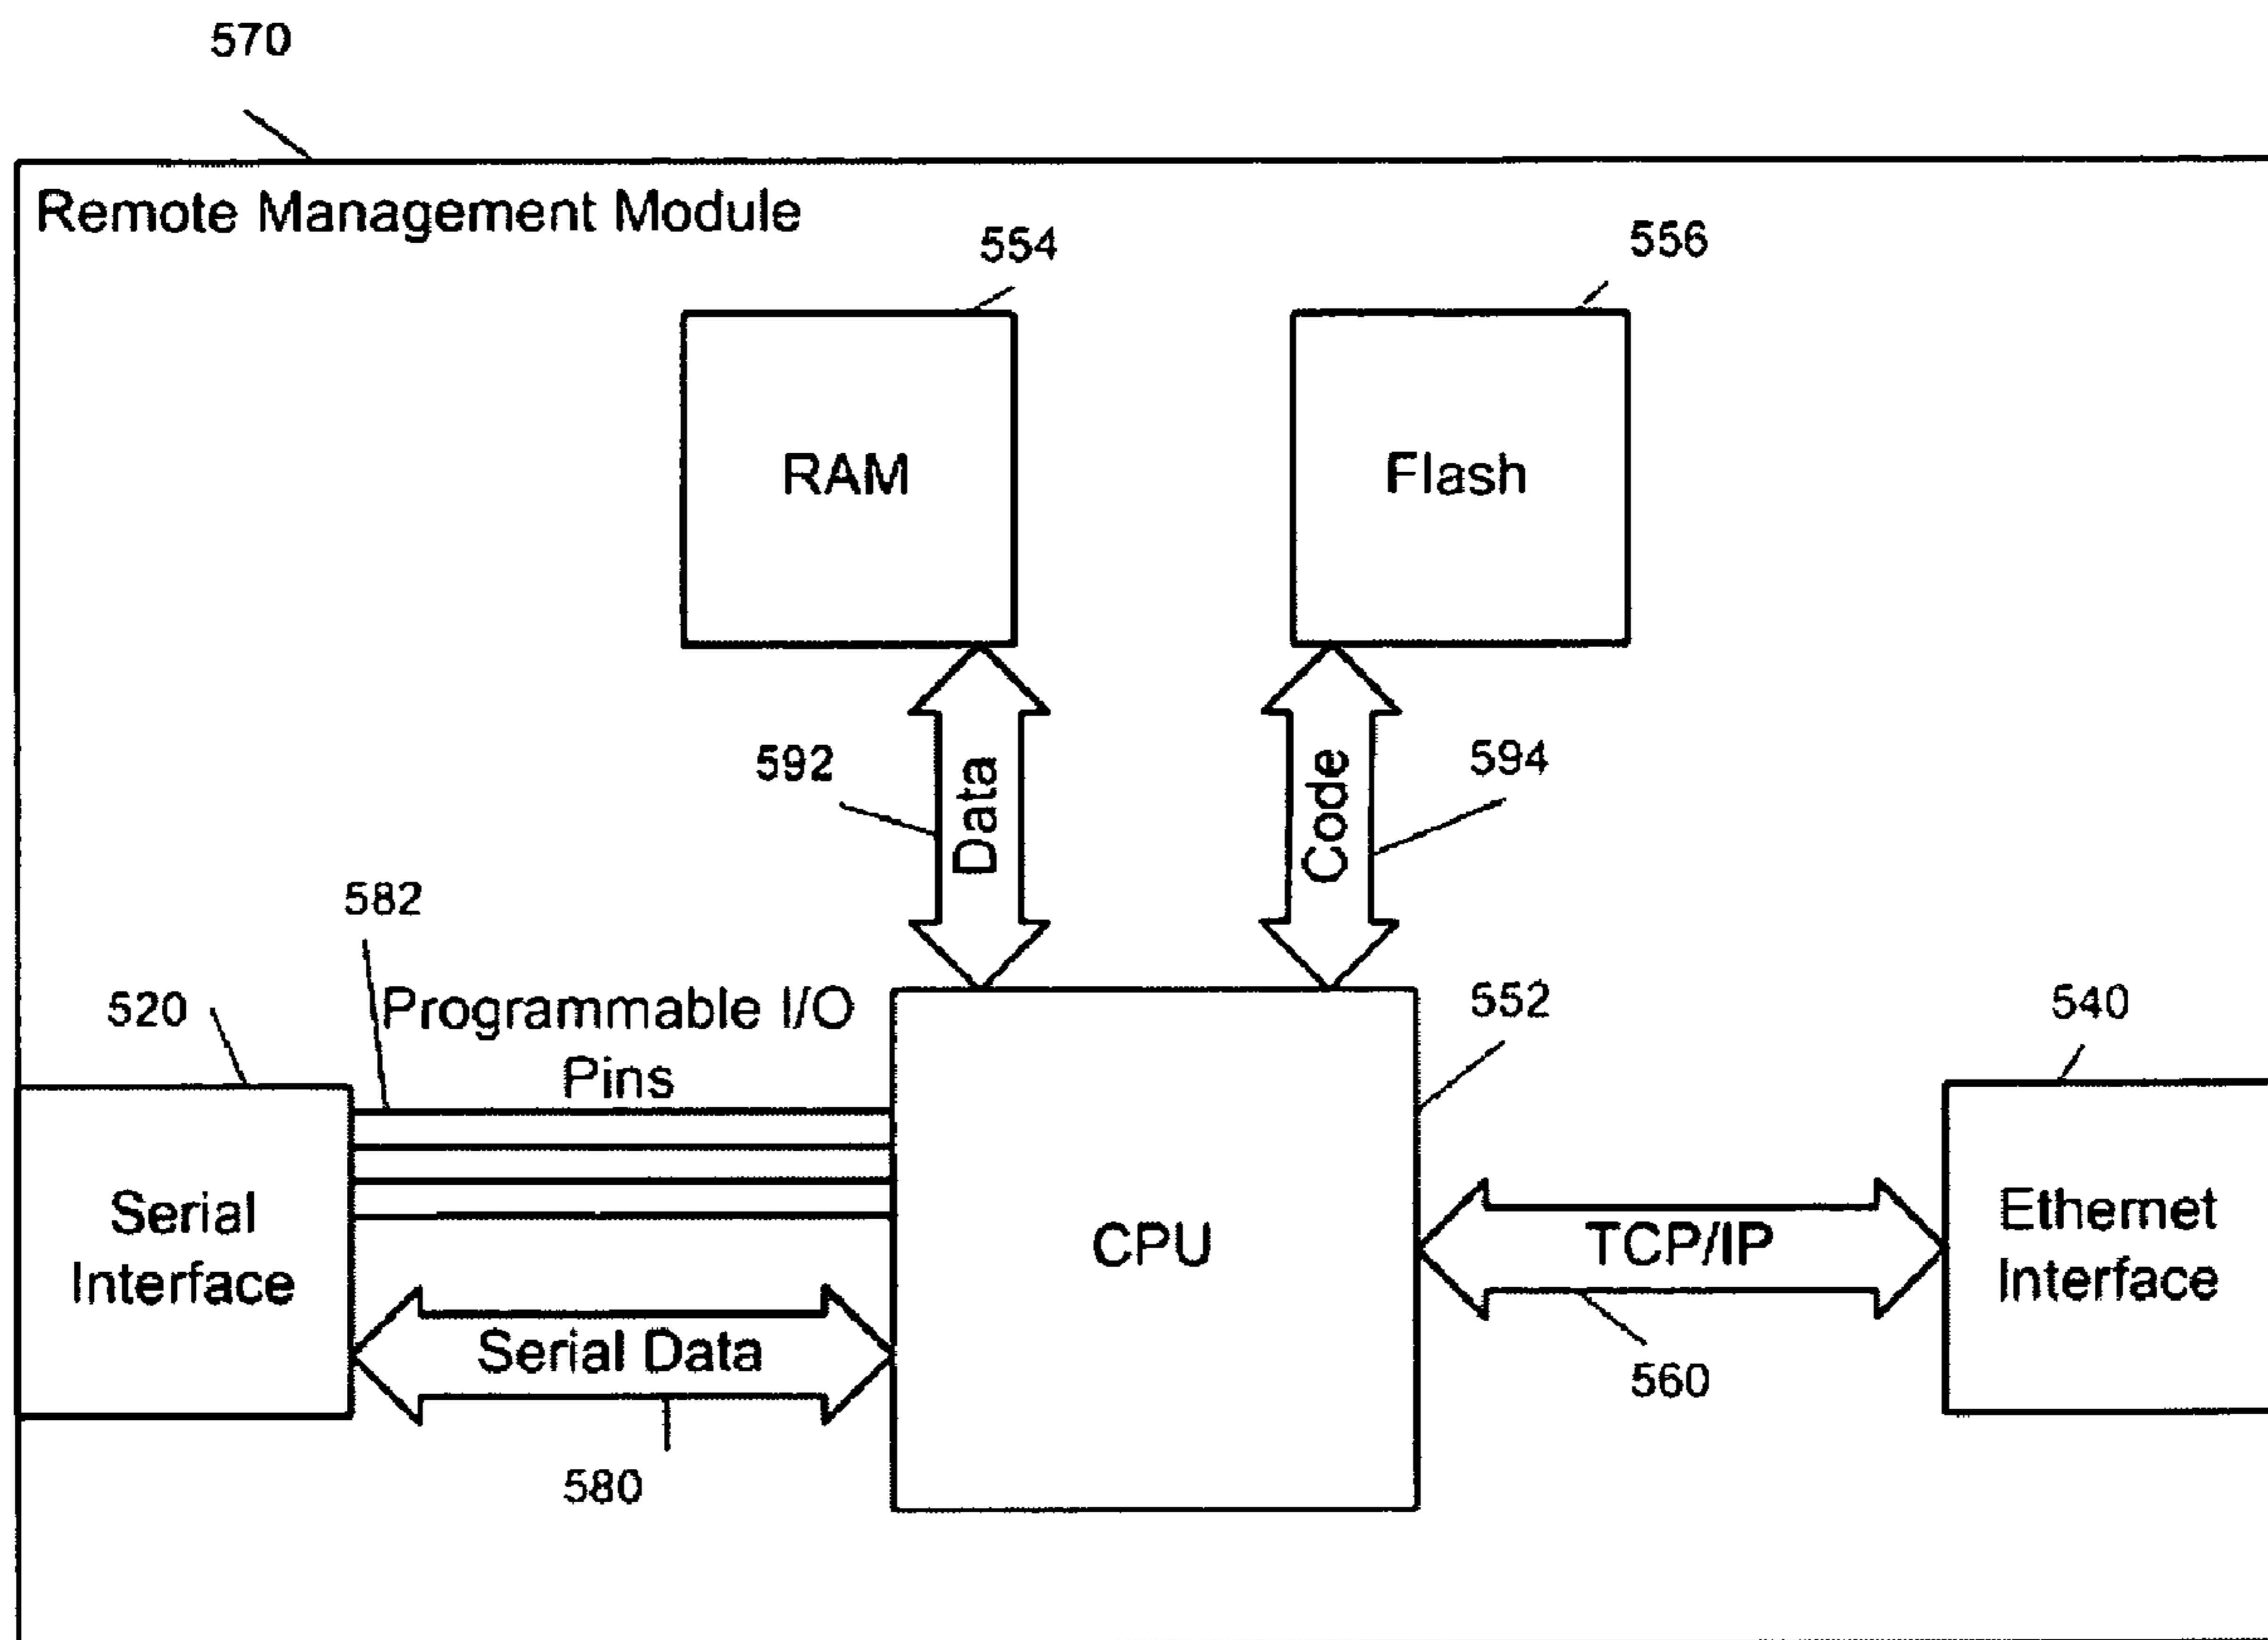 570
Remote Management Module
554
556
RAM
Flash
592
Data
Code
594
582
520
Programmable I/O
Pins
552
540
Serial
Interface
CPU
TCP/IP
Ethernet
Interface
Serial Data
560
580